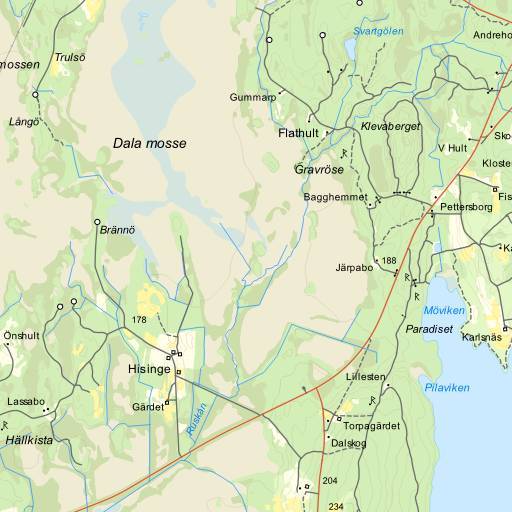 Svartgölen
Andreho
Trulsö
mossen
Gummarp
Långö
Klevaberget
Sko
Flathult
V Hult
Dala mosse
Kloste
Gravröse
Bagghemmet
Fis
Pettersborg
Brännö
Ka
188
Järpabo
Möviken
178
Paradiset
Karlsnäs
Önshult
Hisinge
Lillesten
Pilaviken
Lassabo
Gärdet
Ruskån
Torpagärdet
Hällkista
Dalskog
204
234